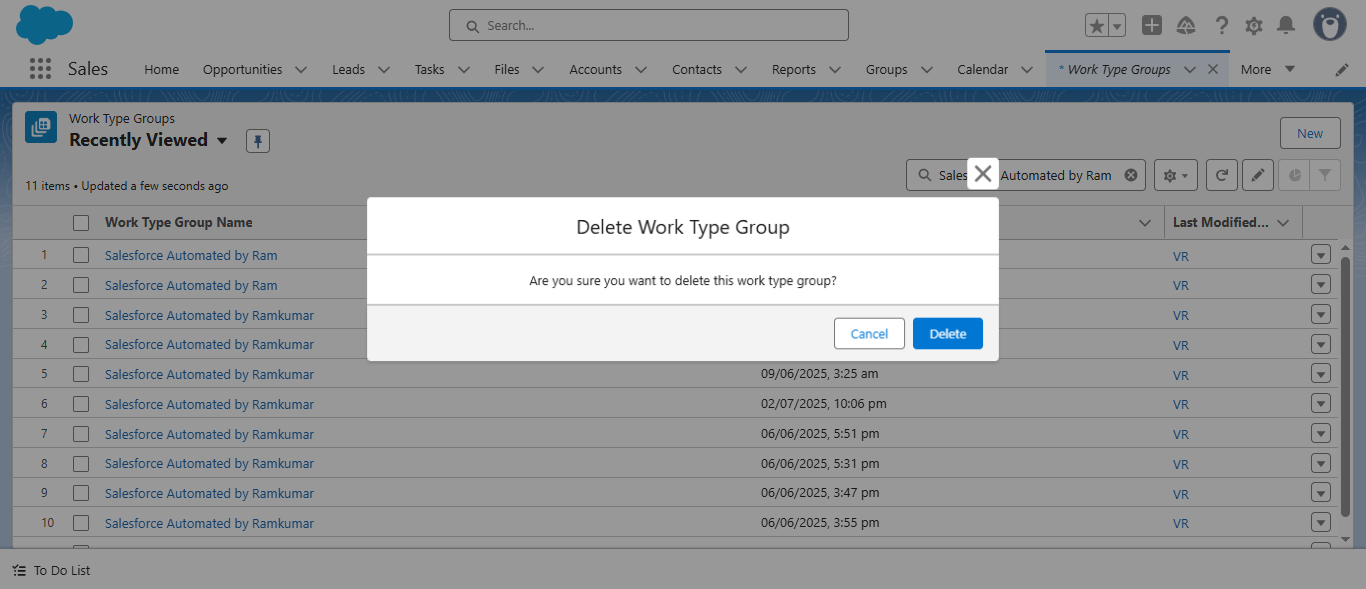 Search...
Sales Home Opportunities Leads Tasks Files Accounts Contacts Reports Groups Calendar * Work Type Groups More
Work Type Groups
Recently Viewed
New
11 items • Updated a few seconds ago
Sales Automated by Ram
Work Type Group Name Last Modified...
Delete Work Type Group
Are you sure you want to delete this work type group?
Cancel Delete
1 Salesforce Automated by Ram VR
2 Salesforce Automated by Ram VR
3 Salesforce Automated by Ramkumar VR
4 Salesforce Automated by Ramkumar VR
5 Salesforce Automated by Ramkumar 09/06/2025, 3:25 am VR
6 Salesforce Automated by Ramkumar 02/07/2025, 10:06 pm VR
7 Salesforce Automated by Ramkumar 06/06/2025, 5:51 pm VR
8 Salesforce Automated by Ramkumar 06/06/2025, 5:31 pm VR
9 Salesforce Automated by Ramkumar 06/06/2025, 3:47 pm VR
10 Salesforce Automated by Ramkumar 06/06/2025, 3:55 pm VR
To Do List